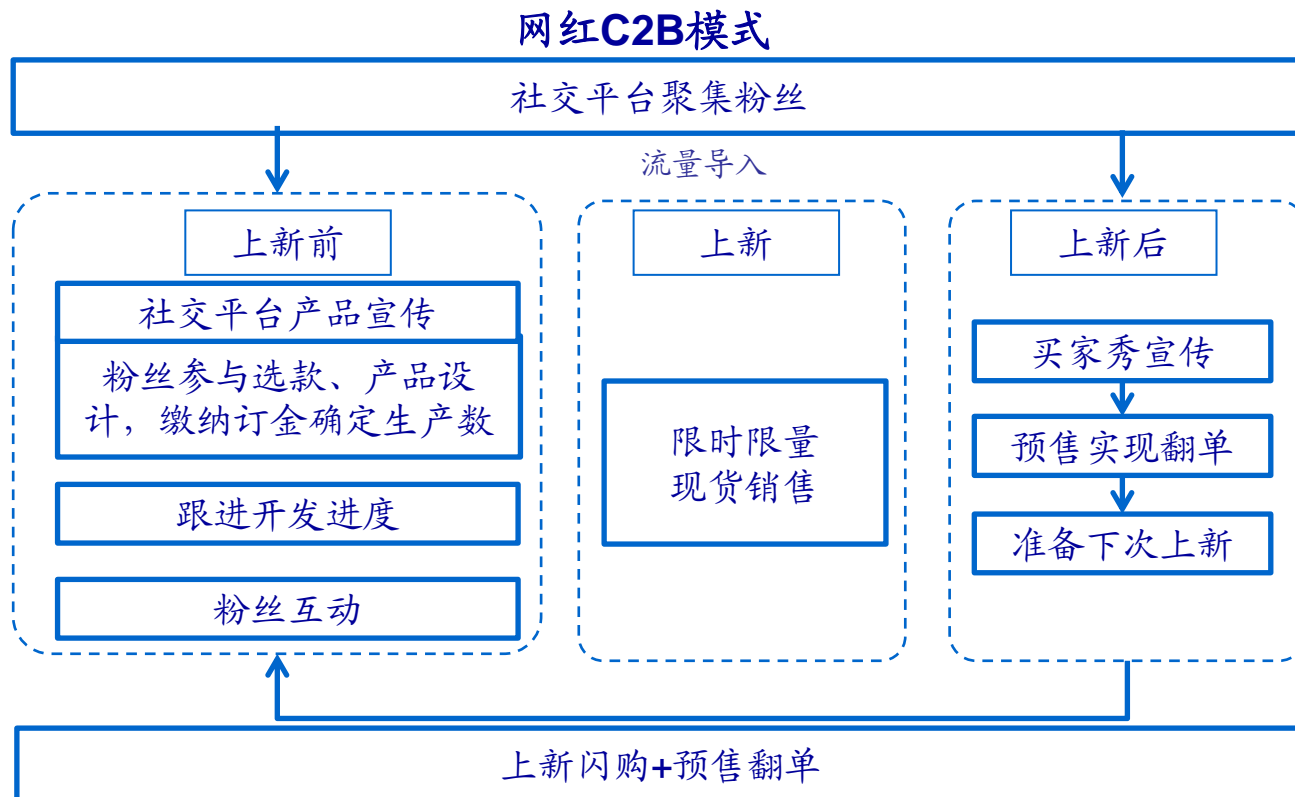 网红C2B模式
社交平台聚集粉丝
流量导入
上新前
社交平台产品宣传
粉丝参与选款、产品设
计，缴纳订金确定生产数
跟进开发进度
粉丝互动
上新
限时限量
现货销售
上新后
买家秀宣传
预售实现翻单
准备下次上新
上新闪购+预售翻单